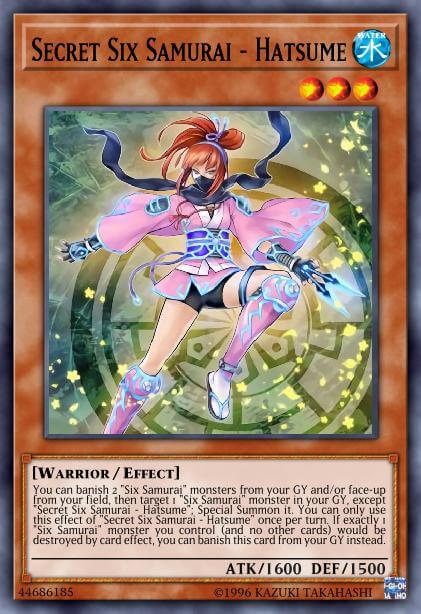 Secret Six Samurai - Hatsume
WATER
水
[Warrior / Effect]
You can banish 2 "Six Samurai" monsters from your GY and/or face-up
from your field, then target 1 "Six Samurai" monster in your GY, except
"Secret Six Samurai - Hatsume"; Special Summon it. You can only use
this effect of "Secret Six Samurai - Hatsume" once per turn. If exactly 1
"Six Samurai" monster you control (and no other cards) would be
destroyed by card effect, you can banish this card from your GY instead.
ATK/1600 DEF/1500
44686185
©1996 KAZUKI TAKAHASHI